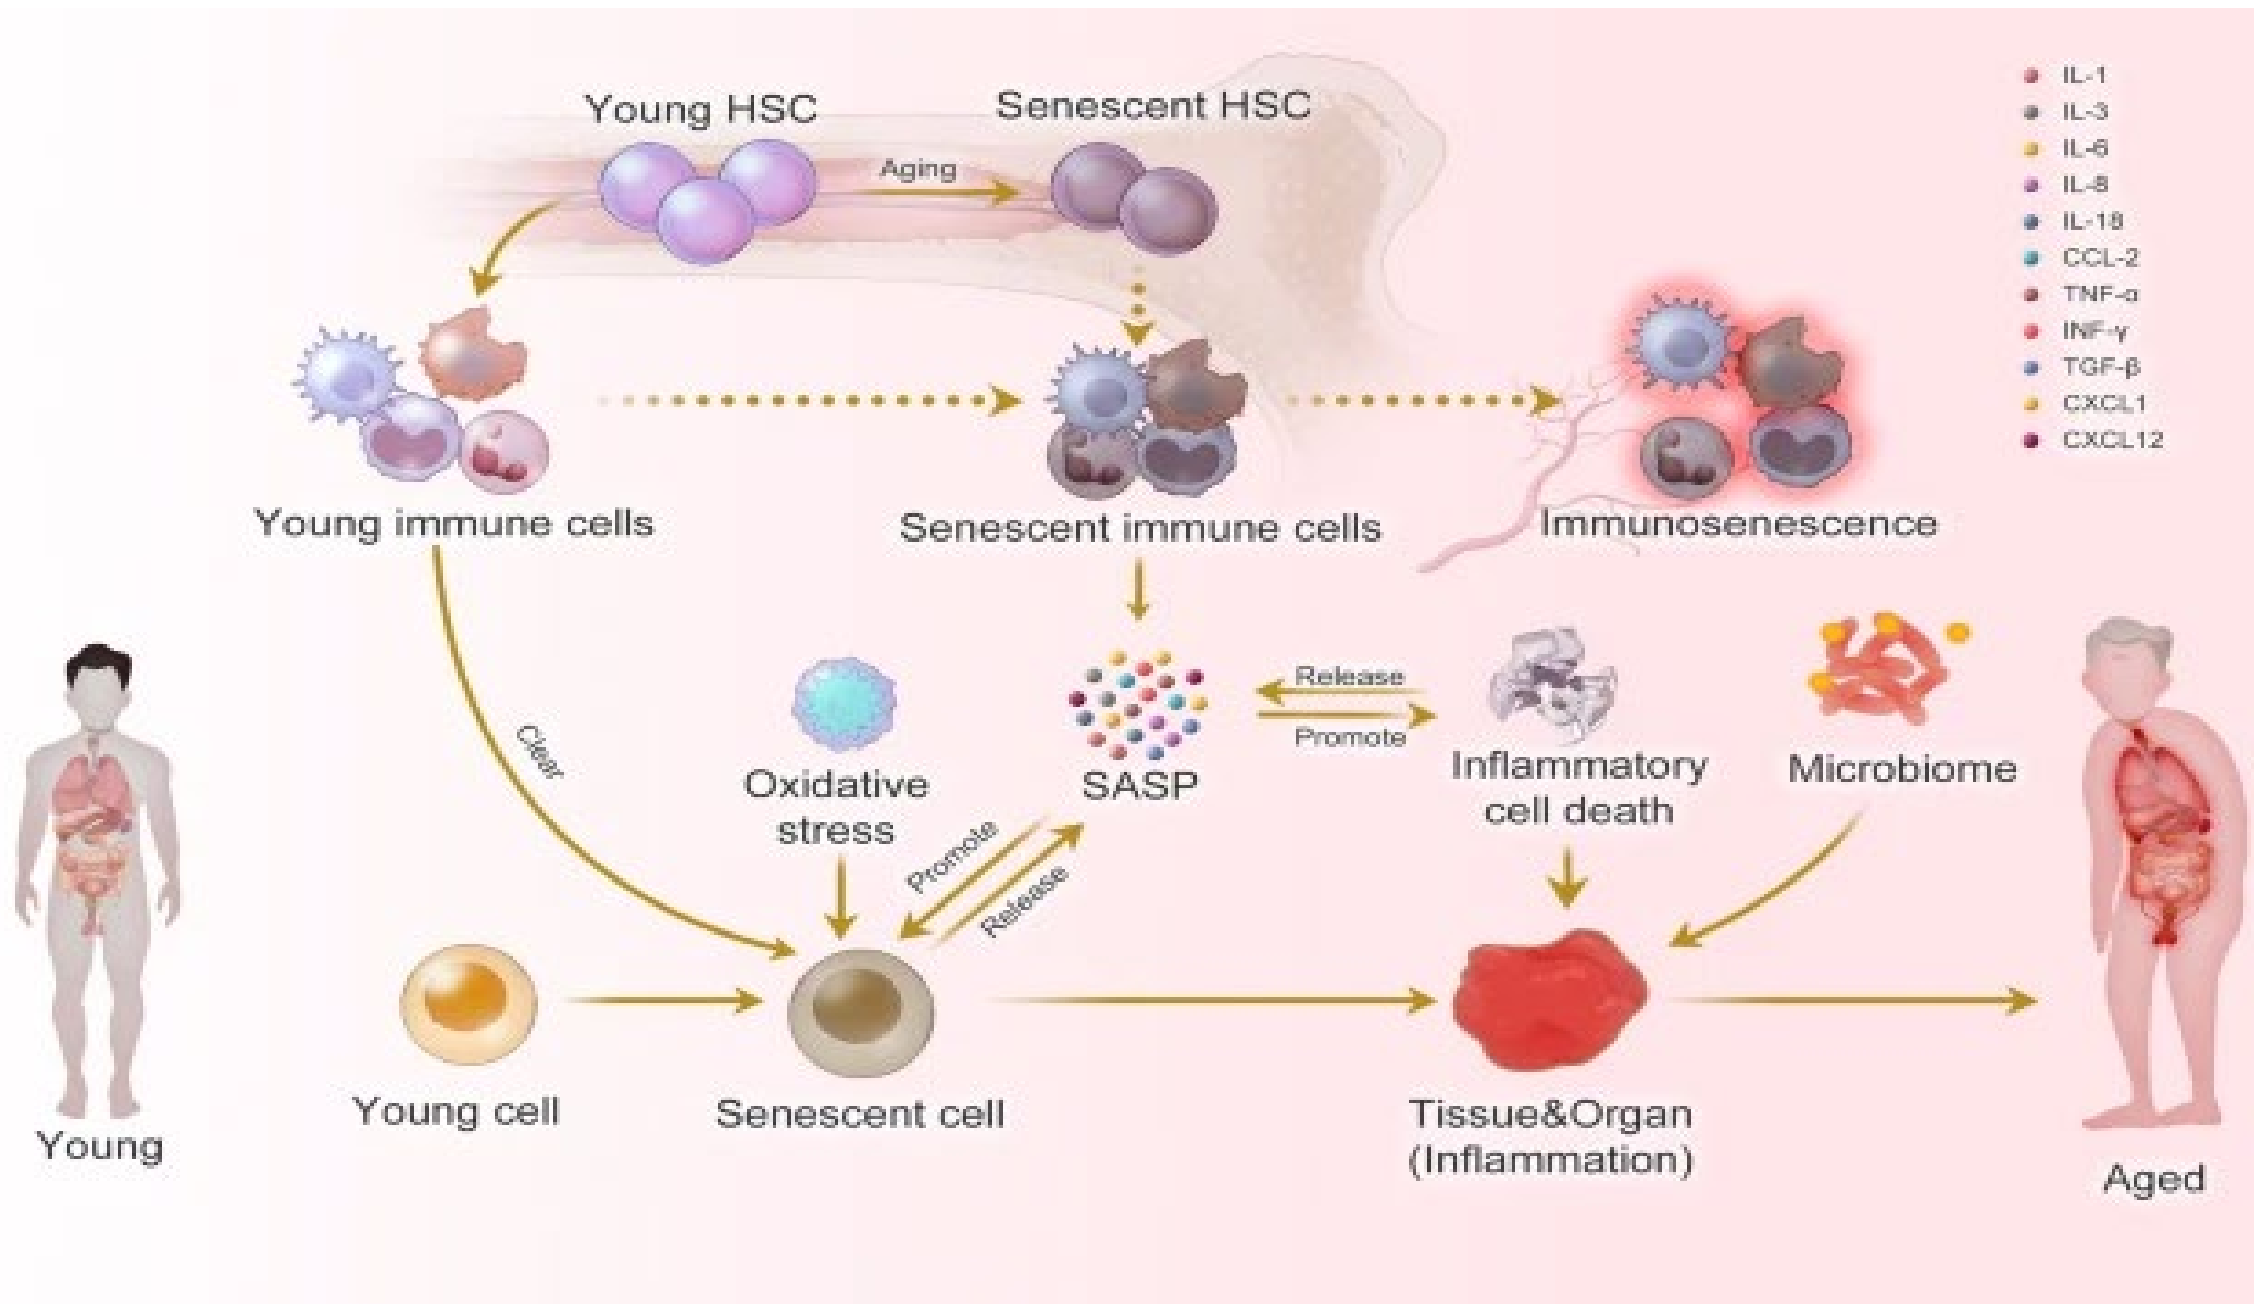 Young HSC
Senescent HSC
Aging
IL-1
IL-3
IL-6
IL-8
IL-18
CCL-2
TNF-α
INF-γ
TGF-β
CXCL1
CXCL12
Young immune cells
Senescent immune cells
Immunosenescence
Clear
Oxidative
stress
SASP
Release
Promote
Inflammatory
cell death
Microbiome
Promote
Release
Young cell
Senescent cell
Tissue&Organ
(Inflammation)
Young
Aged